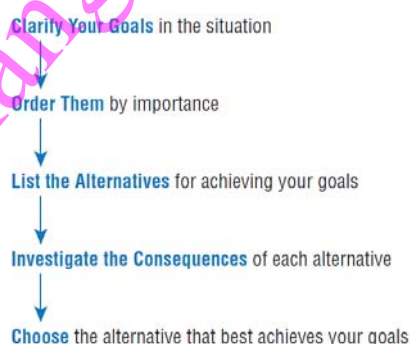 Clarify Your Goals in the situation
Order Them by importance
List the Alternatives for achieving your goals
Investigate the Consequences of each alternative
Choose the alternative that best achieves your goals